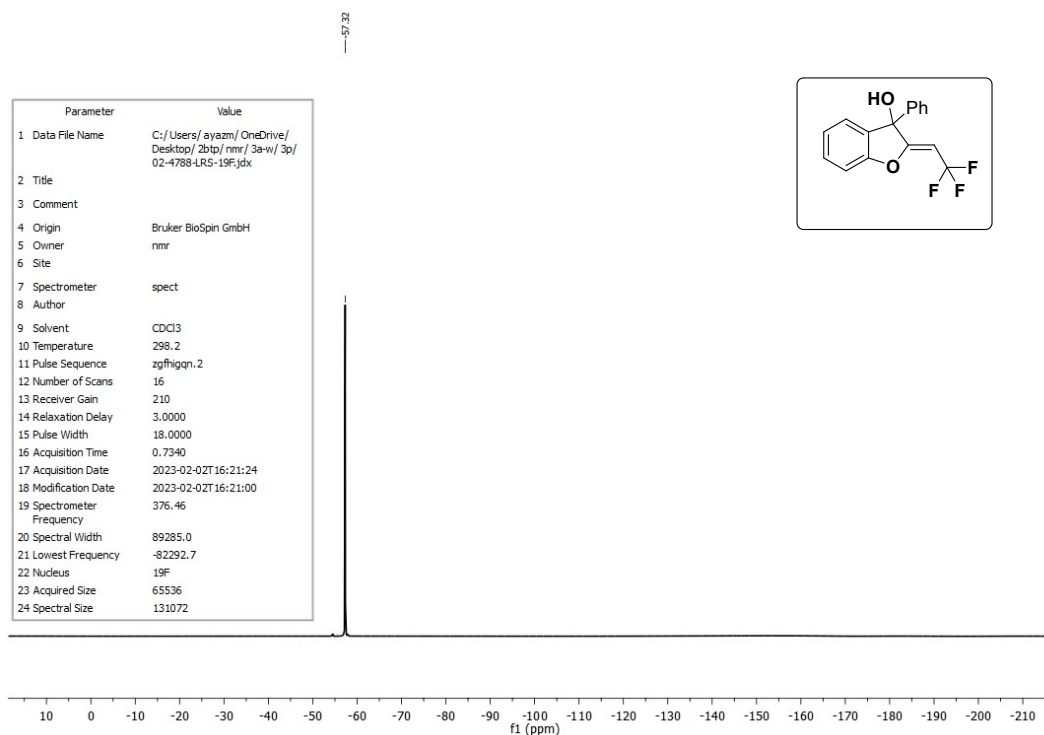 -57.32
HO
Ph
O
F
F
F
Parameter Value
1 Data File Name C:/Users/ayazm/OneDrive/
Desktop/2btp/nmr/3a-w/3p/
02-4788-LRS-19F.jdx
2 Title
3 Comment
4 Origin Bruker BioSpin GmbH
5 Owner nmr
6 Site
7 Spectrometer spect
8 Author
9 Solvent CDCl3
10 Temperature 298.2
11 Pulse Sequence zgfhigqn.2
12 Number of Scans 16
13 Receiver Gain 210
14 Relaxation Delay 3.0000
15 Pulse Width 18.0000
16 Acquisition Time 0.7340
17 Acquisition Date 2023-02-02T16:21:24
18 Modification Date 2023-02-02T16:21:00
19 Spectrometer 376.46
Frequency
20 Spectral Width 89285.0
21 Lowest Frequency -82292.7
22 Nucleus 19F
23 Acquired Size 65536
24 Spectral Size 131072
10 0 -10 -20 -30 -40 -50 -60 -70 -80 -90 -100 -110 -120 -130 -140 -150 -160 -170 -180 -190 -200 -210
f1 (ppm)